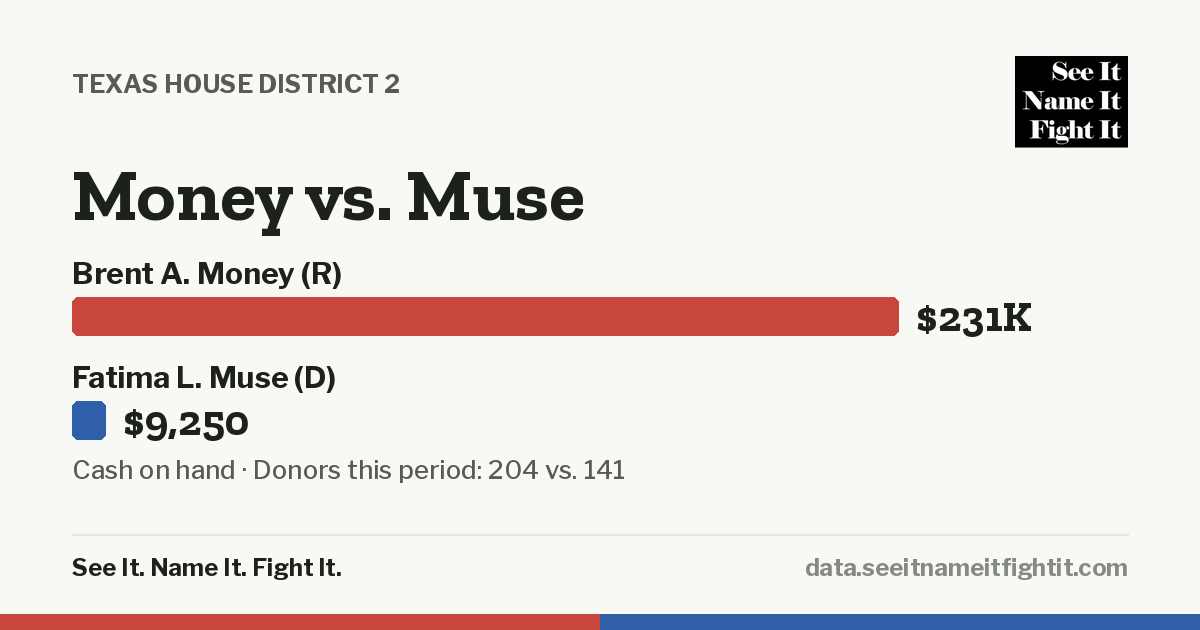 TEXAS HOUSE DISTRICT 2
See It
Name It
Fight It
Money vs. Muse
Brent A. Money (R)
$231K
Fatima L. Muse (D)
$9,250
Cash on hand · Donors this period: 204 vs. 141
See It. Name It. Fight It.
data.seeitnameitfightit.com